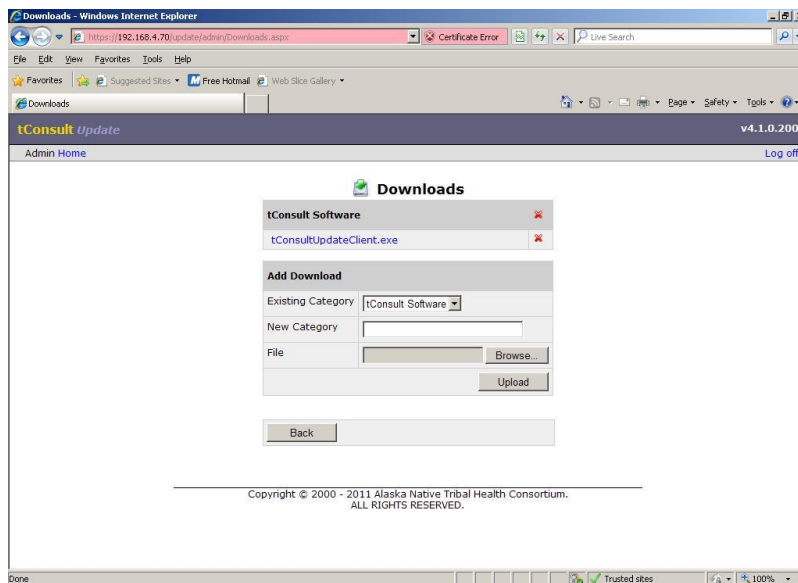 Downloads - Windows Internet Explorer
https://192.168.4.70/update/admin/Downloads.aspx Certificate Error Live Search
File Edit View Favorites Tools Help
Favorites Suggested Sites Free Hotmail Web Slice Gallery
Downloads Page Safety Tools
tConsult Update v4.1.0.200
Admin Home Log off
Downloads
tConsult Software
tConsultUpdateClient.exe
Add Download
Existing Category tConsult Software
New Category
File Browse...
Upload
Back
Copyright © 2000 - 2011 Alaska Native Tribal Health Consortium.
ALL RIGHTS RESERVED.
Done Trusted sites 100%